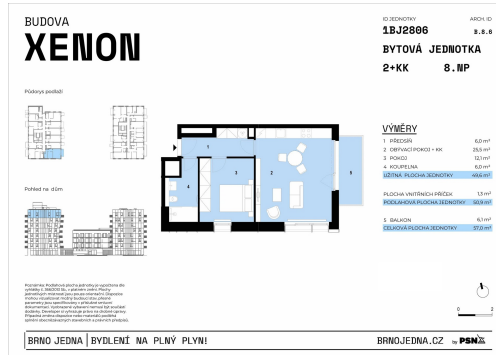 BUDOVA
XENON
ID JEDNOTKY
ARCH. ID
1BJ2806
B.8.6
BYTOVÁ JEDNOTKA
2+KK 8.NP
Půdorys podlaží
Pohled na dům
1
2
3
4
5
VÝMĚRY
1 PŘEDSÍŇ 6,0 m²
2 OBÝVACÍ POKOJ + KK 25,5 m²
3 POKOJ 12,1 m²
4 KOUPELNA 6,0 m²
UŽITNÁ PLOCHA JEDNOTKY 49,6 m²
PLOCHA VNITŘNÍCH PŘÍČEK 1,3 m²
PODLAHOVÁ PLOCHA JEDNOTKY 50,9 m²
5 BALKON 6,1 m²
CELKOVÁ PLOCHA JEDNOTKY 57,0 m²
0 2
BRNO JEDNA BYDLENÍ NA PLNÝ PLYN!
BRNOJEDNA.CZ by PSN